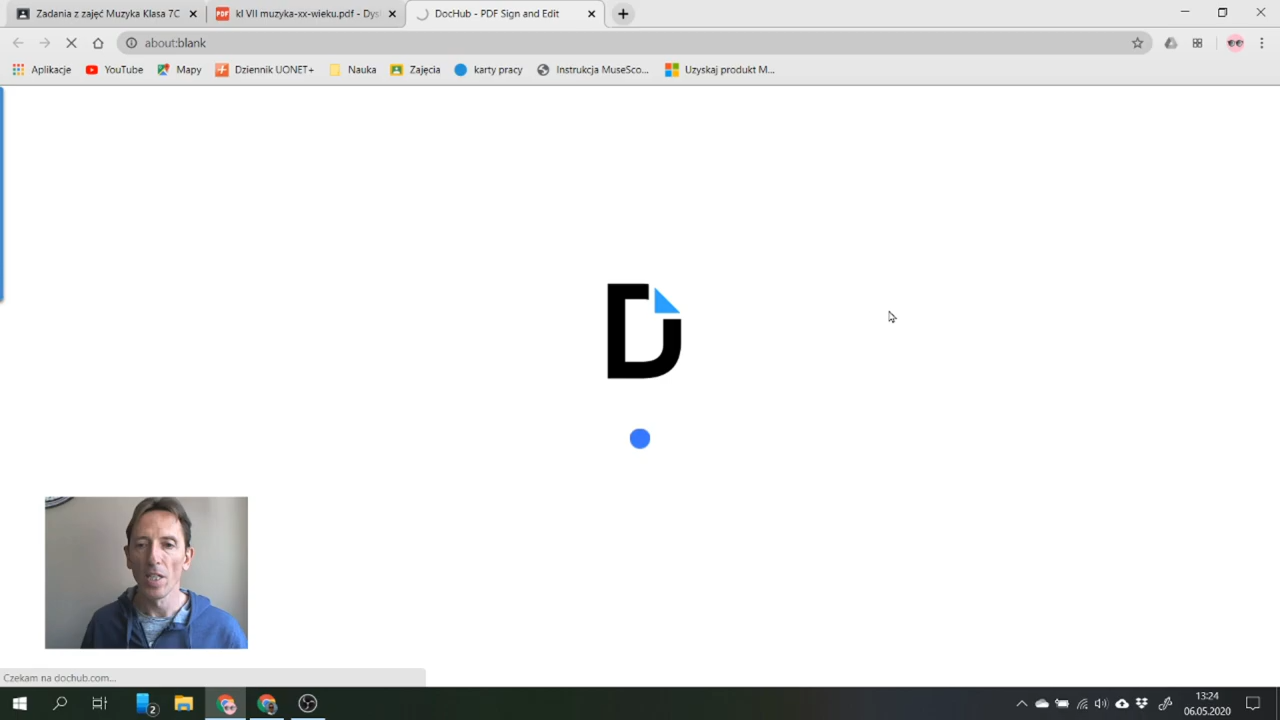 Zadania z zajęć Muzyka Klasa 7C
PDF
kl VII muzyka-xx-wieku.pdf - Dys
DocHub - PDF Sign and Edit
about:blank
Aplikacje
YouTube
Mapy
Dziennik UONET+
Nauka
Zajęcia
karty pracy
Instrukcja MuseSco...
Uzyskaj produkt M...
D
Czekam na dochub.com...
2
13:24
06.05.2020